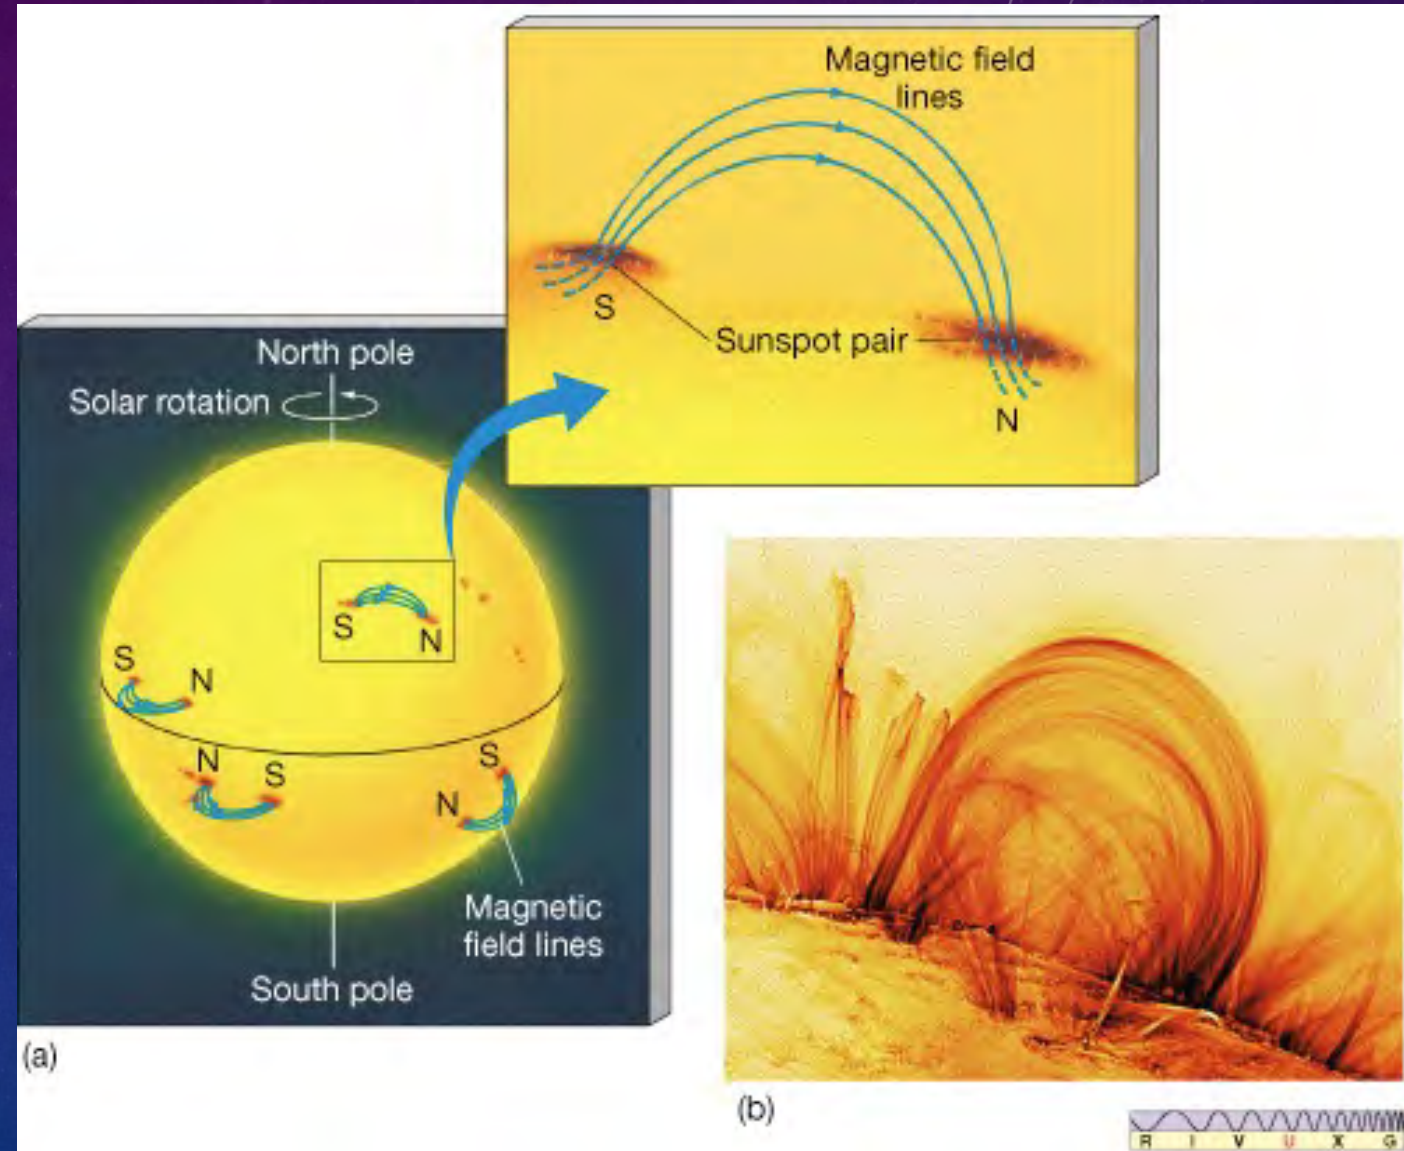 Magnetic field
lines
S
Sunspot pair
N
North pole
Solar rotation
S
N
S
N
N
S
S
N
Magnetic
field lines
South pole
(a)
(b)
R I V U X G